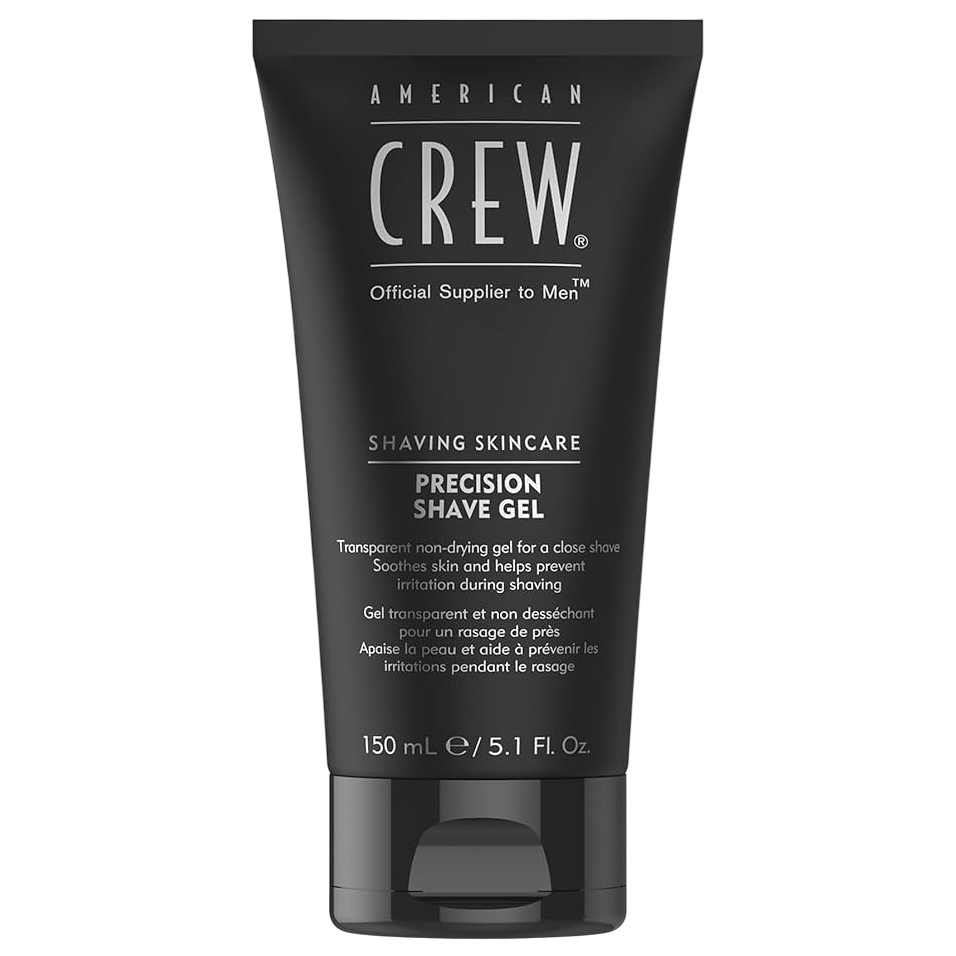 AMERICAN
CREW®
Official Supplier to Men™
SHAVING SKINCARE
PRECISION
SHAVE GEL
Transparent non-drying gel for a close shave
Soothes skin and helps prevent
irritation during shaving
Gel transparent et non desséchant
pour un rasage de près
Apaise la peau et aide à prévenir les
irritations pendant le rasage
150 mL ℮/ 5.1 Fl. Oz.